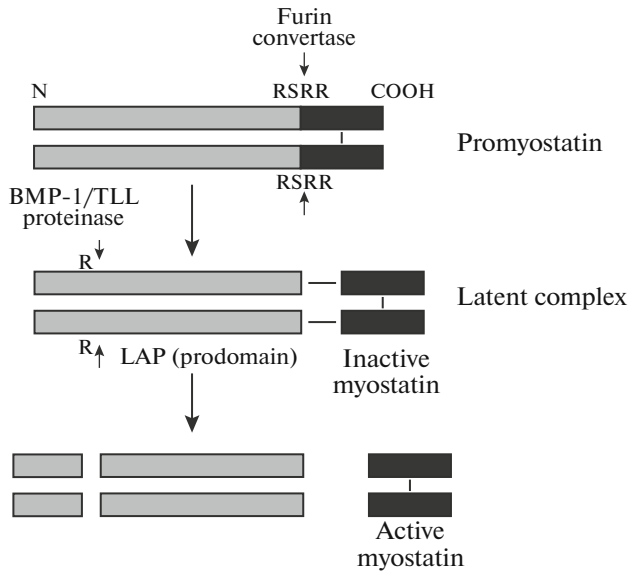 Furin
convertase
N
RSRR
COOH
Promyostatin
RSRR
BMP-1/TLL
proteinase
R
Latent complex
R
LAP (prodomain)
Inactive
myostatin
Active
myostatin